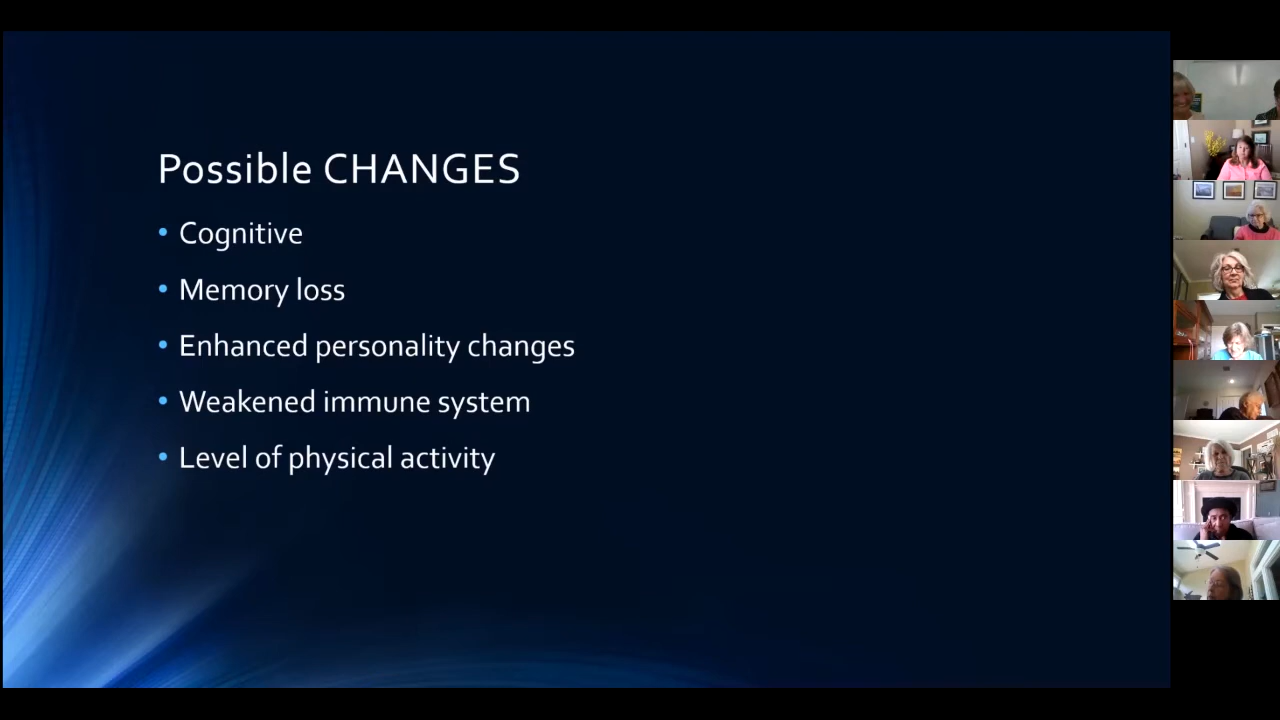 Possible CHANGES
• Cognitive
• Memory loss
• Enhanced personality changes
• Weakened immune system
• Level of physical activity